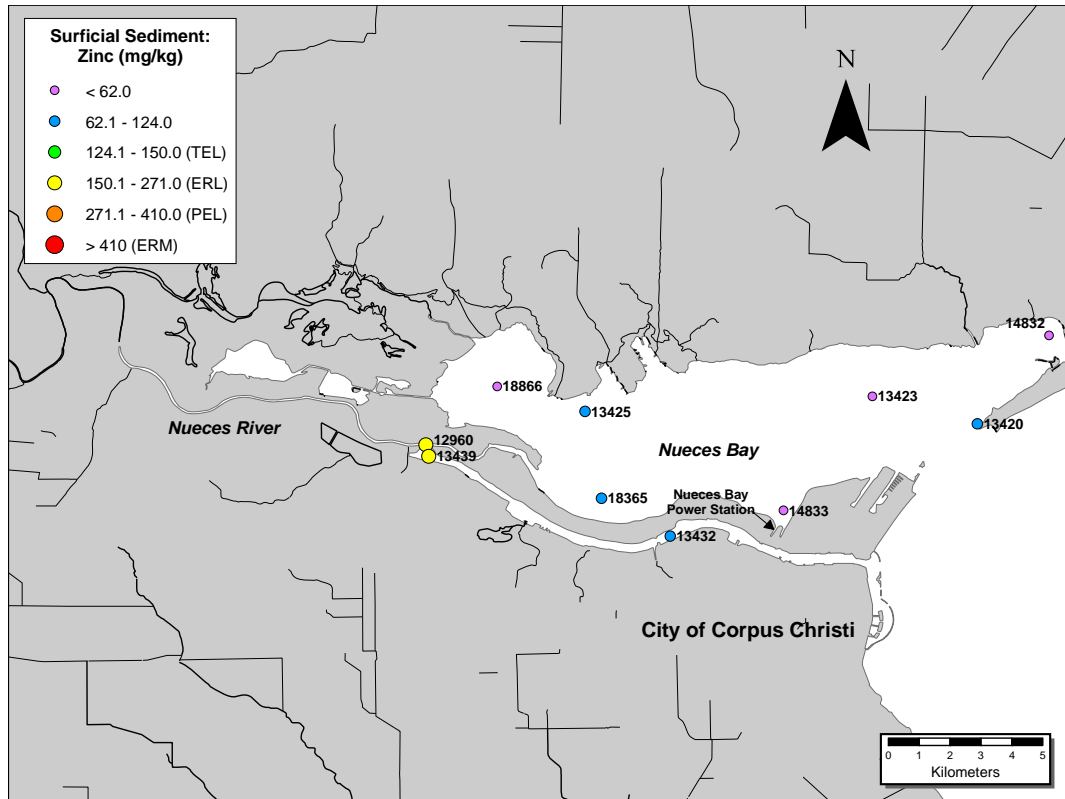 Surficial Sediment:
Zinc (mg/kg)
< 62.0
62.1 - 124.0
124.1 - 150.0 (TEL)
150.1 - 271.0 (ERL)
271.1 - 410.0 (PEL)
> 410 (ERM)
N
14832
18866
13423
13425
13420
Nueces River
12960
13439
Nueces Bay
18365
Nueces Bay
Power Station
14833
13432
City of Corpus Christi
0 1 2 3 4 5
Kilometers